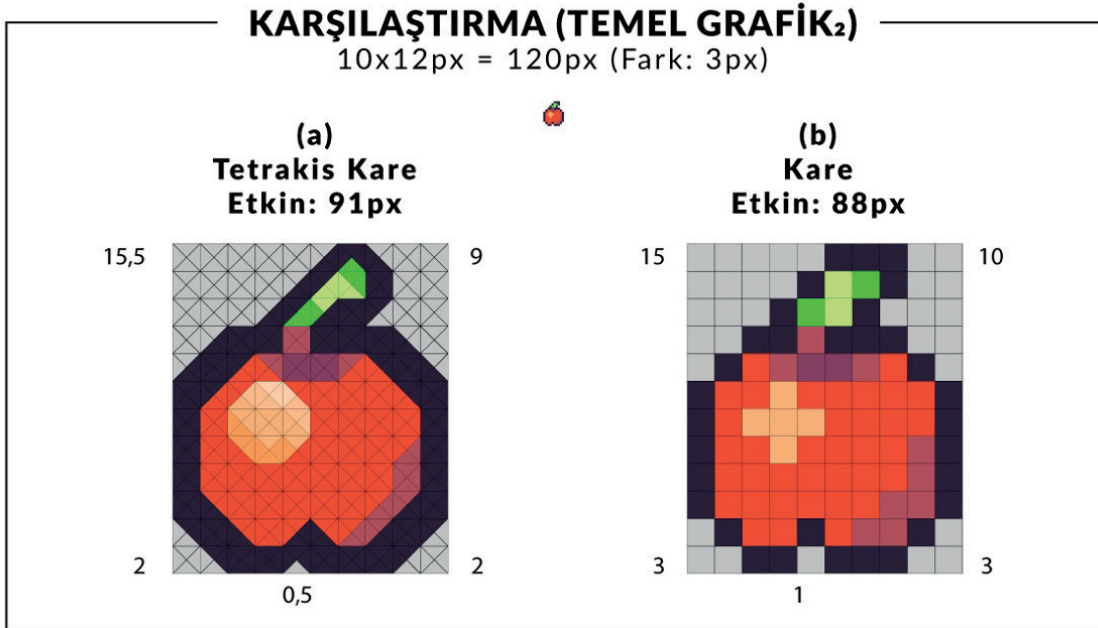 KARŞILAŞTIRMA (TEMEL GRAFİK₂)
10x12px = 120px (Fark: 3px)
(a)
Tetrakis Kare
Etkin: 91px
15,5
9
2
2
0,5
(b)
Kare
Etkin: 88px
15
10
3
3
1